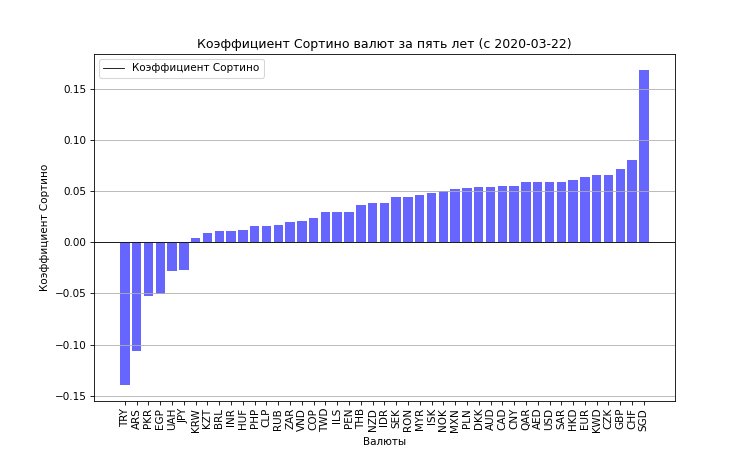 Коэффициент Сортино валют за пять лет (с 2020-03-22)
Коэффициент Сортино
0.15
0.10
0.05
0.00
−0.05
−0.10
−0.15
Коэффициент Сортино
TRY ARS PKR EGP UAH JPY KRW KZT BRL INR HUF PHP CLP RUB ZAR VND COP TWD ILS PEN THB NZD IDR SEK RON MYR ISK NOK MXN PLN DKK AUD CAD CNY QAR AED USD SAR HKD EUR KWD CZK GBP CHF SGD
Валюты